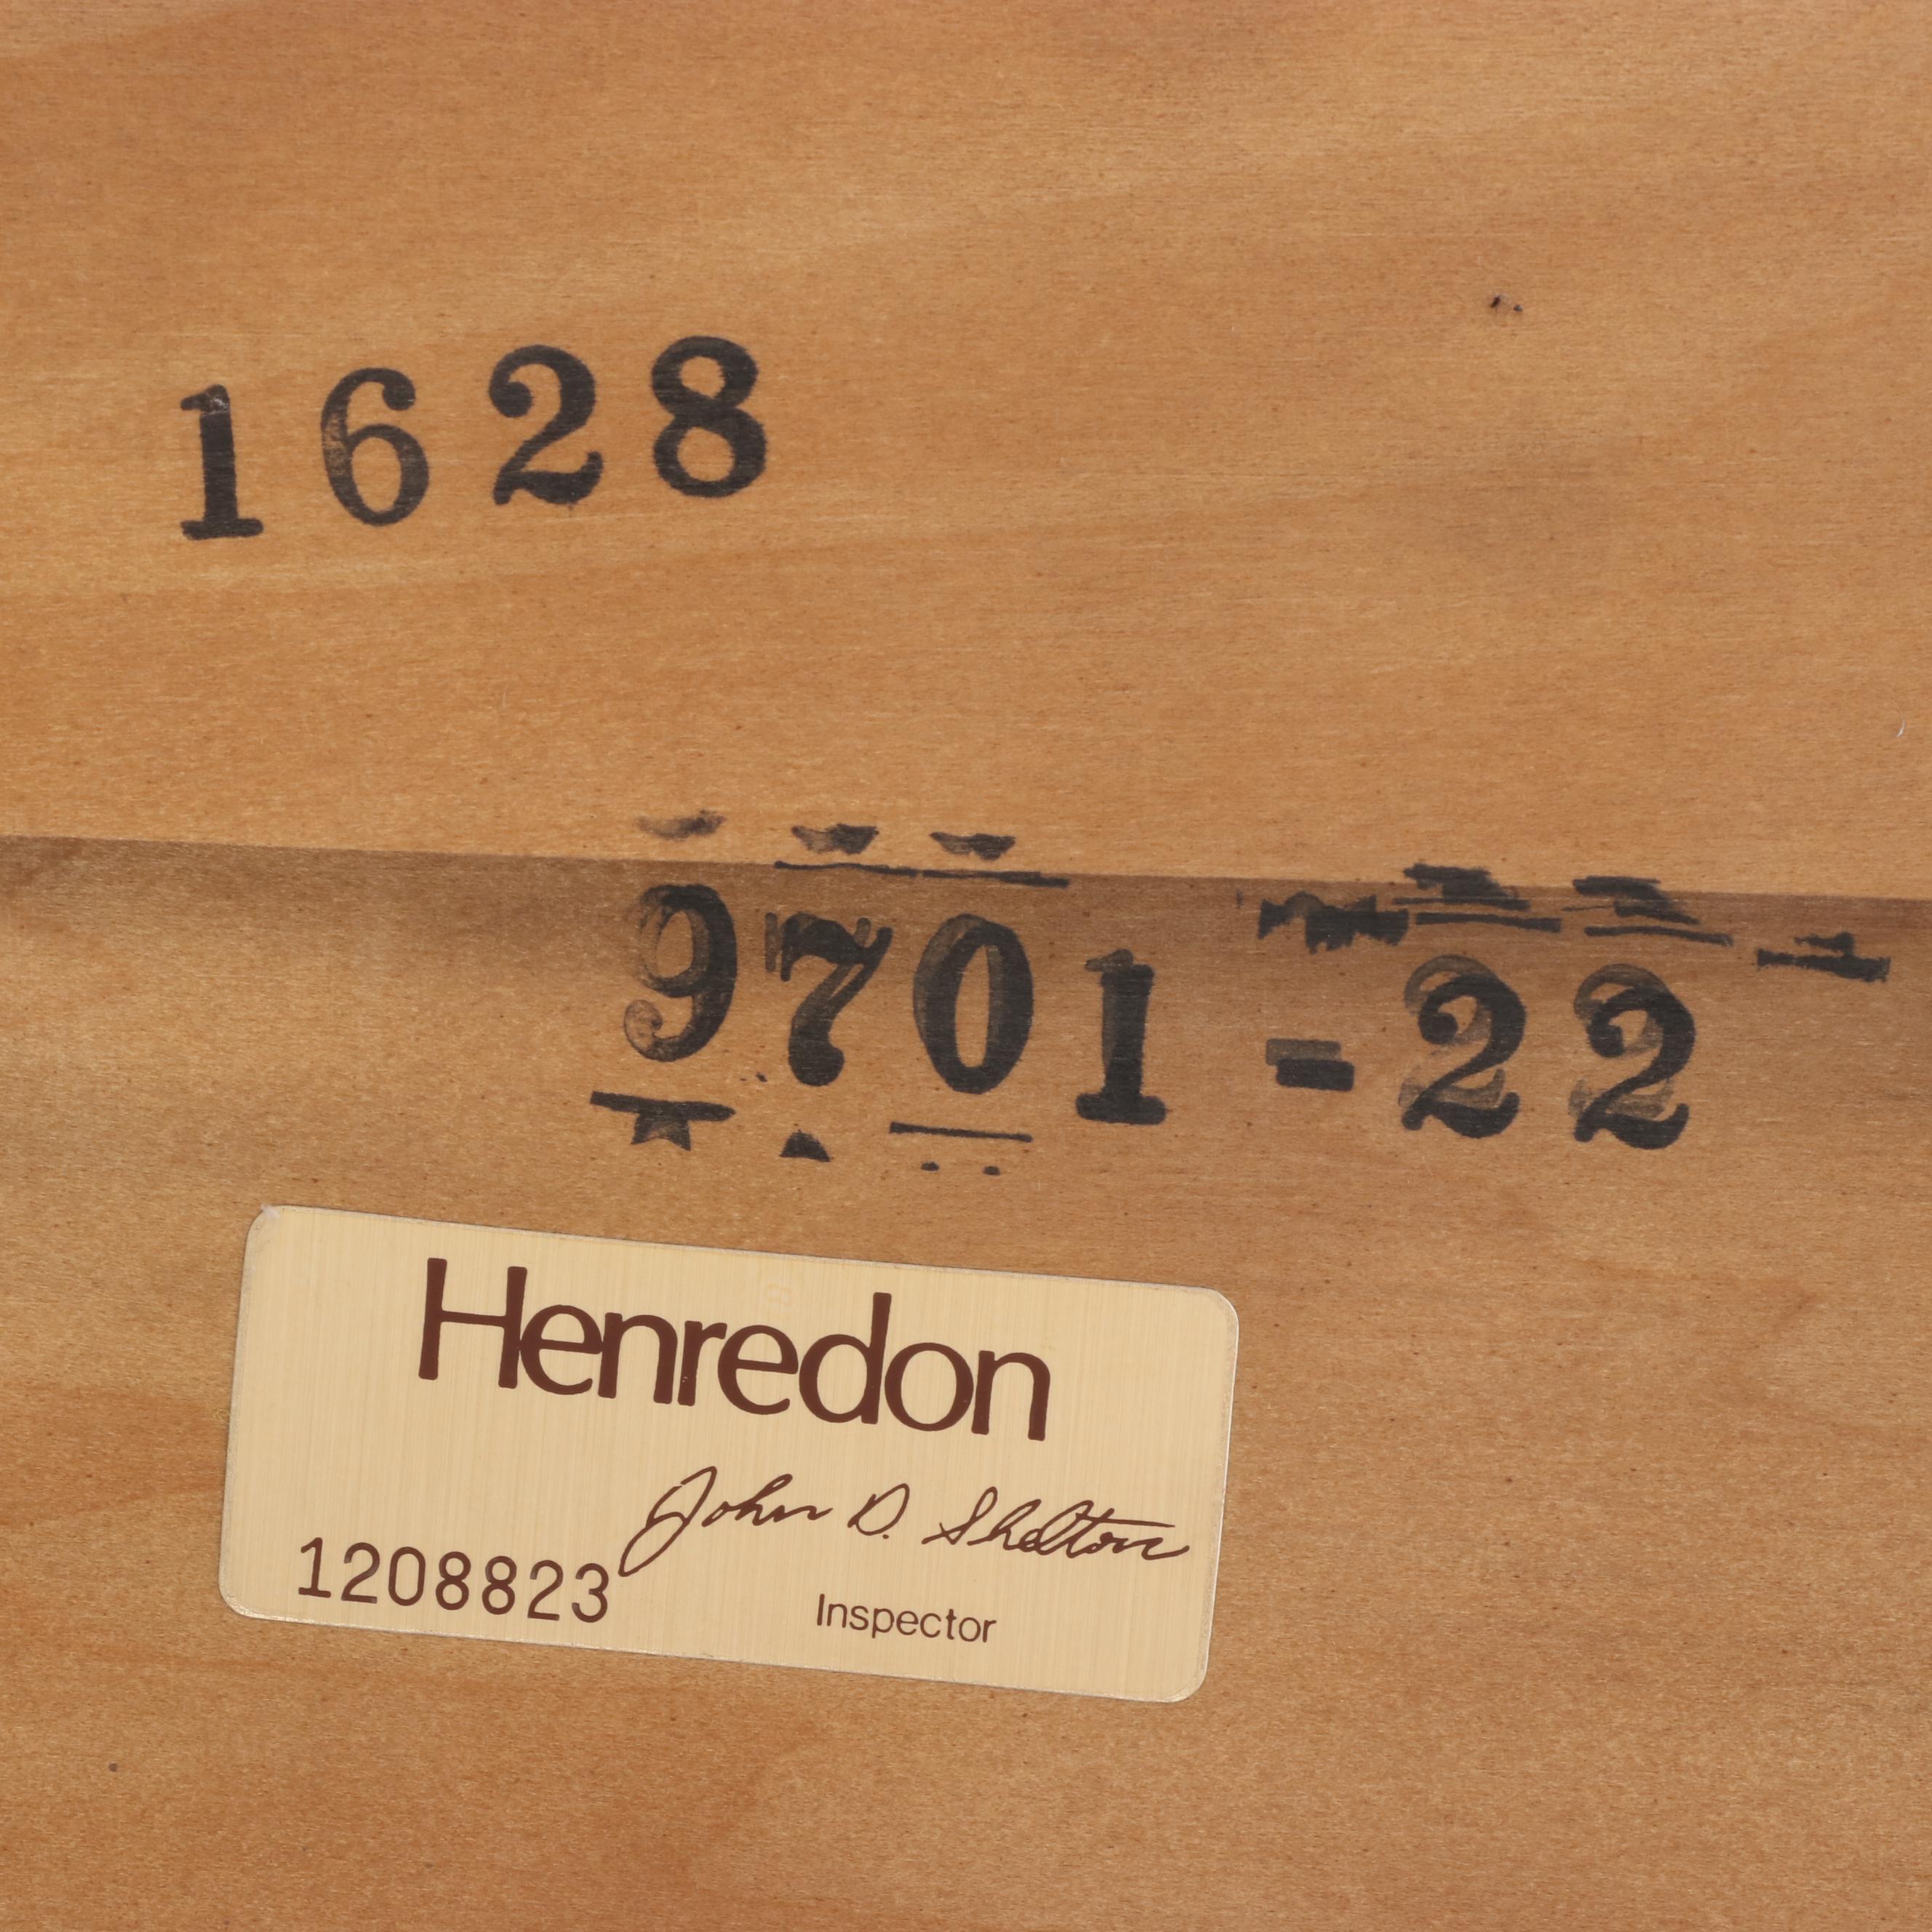 1628
9701-22
Henredon
John D. Shelton
1208823
Inspector